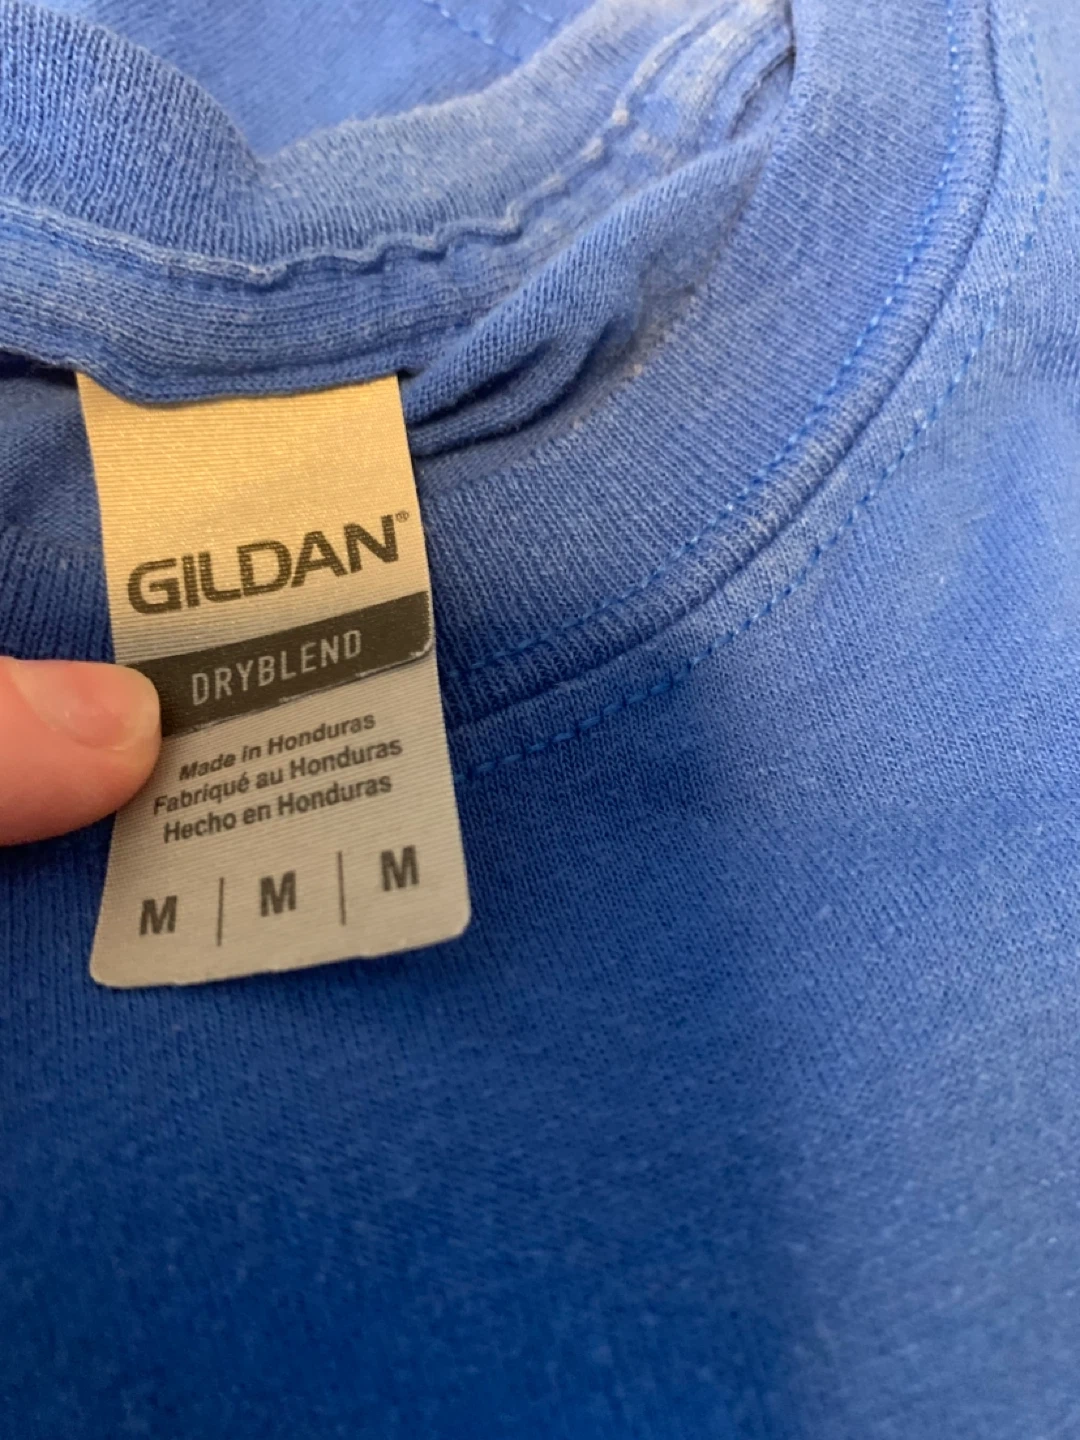 GILDAN®
DRYBLEND
Made in Honduras
Fabriqué au Honduras
Hecho en Honduras
M | M | M